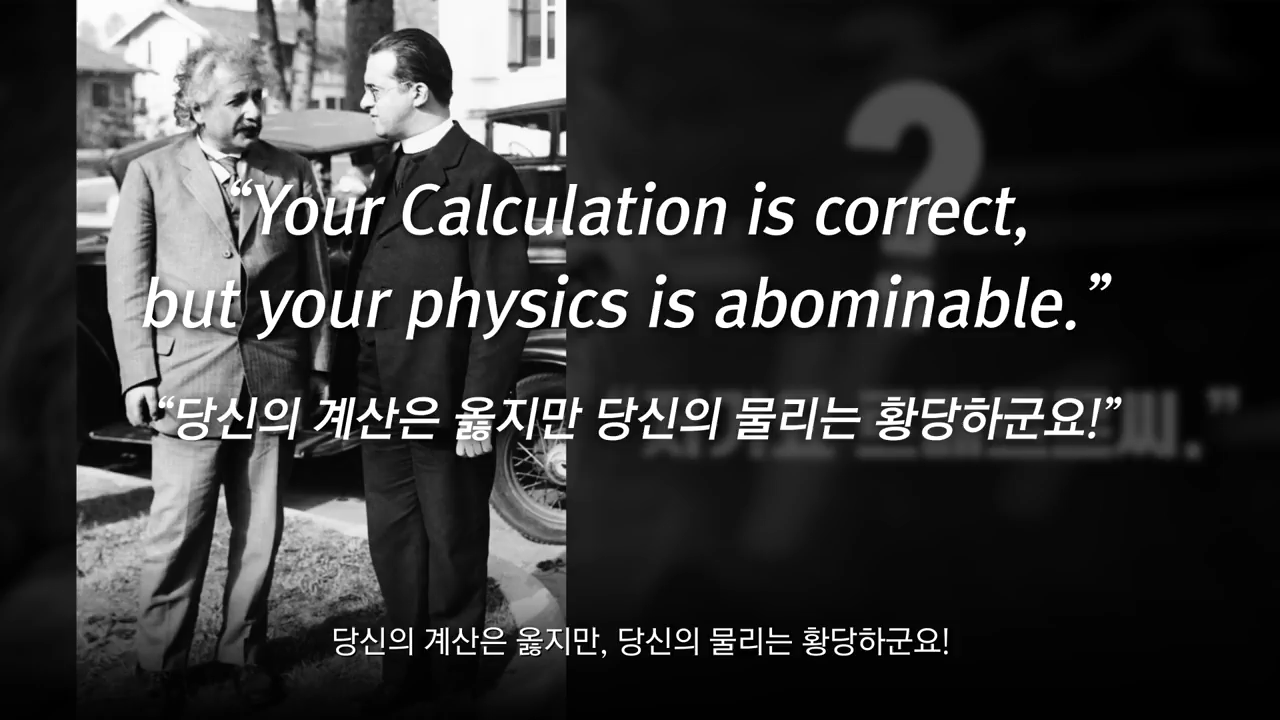 “Your Calculation is correct,
but your physics is abominable.”
“당신의 계산은 옳지만 당신의 물리는 황당하군요!”
당신의 계산은 옳지만, 당신의 물리는 황당하군요!